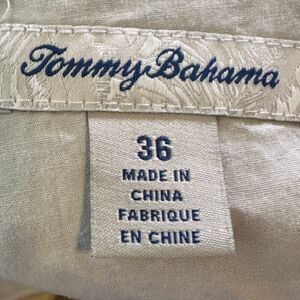 Tommy Bahama
36
MADE IN
CHINA
FABRIQUE
EN CHINE